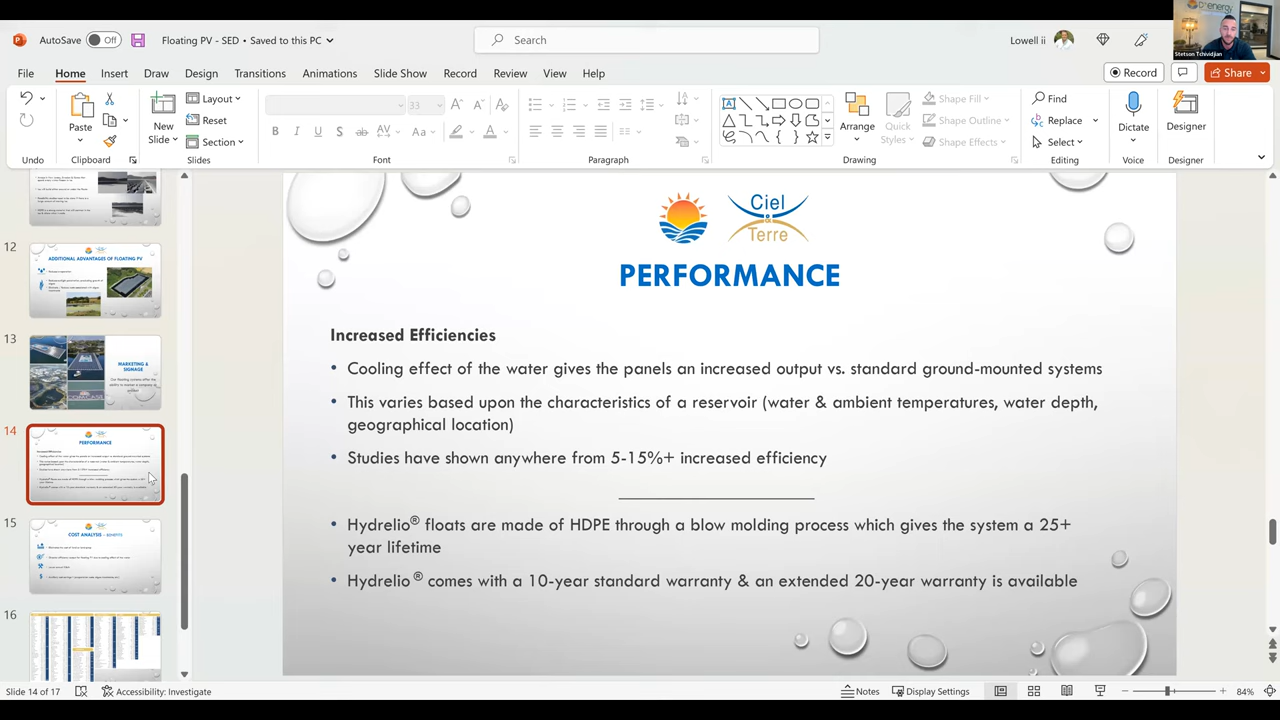 AutoSave Off Floating PV - SED • Saved to this PC Search Lowell ii
Stetson Tchividjian
File Home Insert Draw Design Transitions Animations Slide Show Record Review View Help Record Share
Paste New Slide Layout Reset Section 33 Arrange Quick Styles Shape Fill Shape Outline Shape Effects Find Replace Select Dictate Designer
Undo Clipboard Slides Font Paragraph Drawing Editing Voice Designer
12
ADDITIONAL ADVANTAGES OF FLOATING PV
13
MARKETING & SIGNAGE
14
PERFORMANCE
15
COST ANALYSIS - BENEFITS
16
Ciel
&
Terre
PERFORMANCE
Increased Efficiencies
• Cooling effect of the water gives the panels an increased output vs. standard ground-mounted systems
• This varies based upon the characteristics of a reservoir (water & ambient temperatures, water depth,
geographical location)
• Studies have shown anywhere from 5-15%+ increased efficiency
• Hydrelio® floats are made of HDPE through a blow molding process which gives the system a 25+
year lifetime
• Hydrelio® comes with a 10-year standard warranty & an extended 20-year warranty is available
Slide 14 of 17 Accessibility: Investigate Notes Display Settings 84%